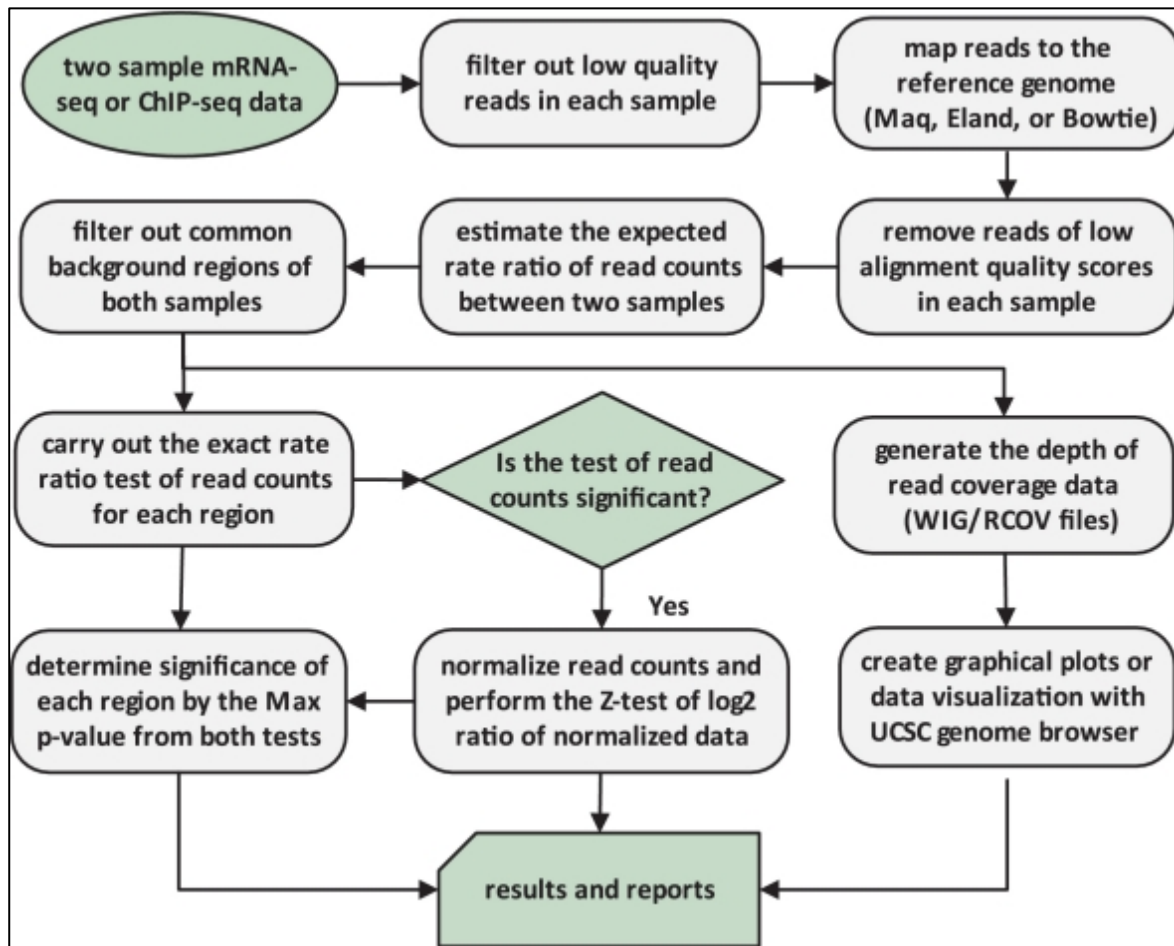 two sample mRNA-
seq or ChIP-seq data
filter out low quality
reads in each sample
map reads to the
reference genome
(Maq, Eland, or Bowtie)
filter out common
background regions of
both samples
estimate the expected
rate ratio of read counts
between two samples
remove reads of low
alignment quality scores
in each sample
carry out the exact rate
ratio test of read counts
for each region
Is the test of read
counts significant?
generate the depth of
read coverage data
(WIG/RCOV files)
Yes
determine significance of
each region by the Max
p-value from both tests
normalize read counts and
perform the Z-test of log2
ratio of normalized data
create graphical plots or
data visualization with
UCSC genome browser
results and reports